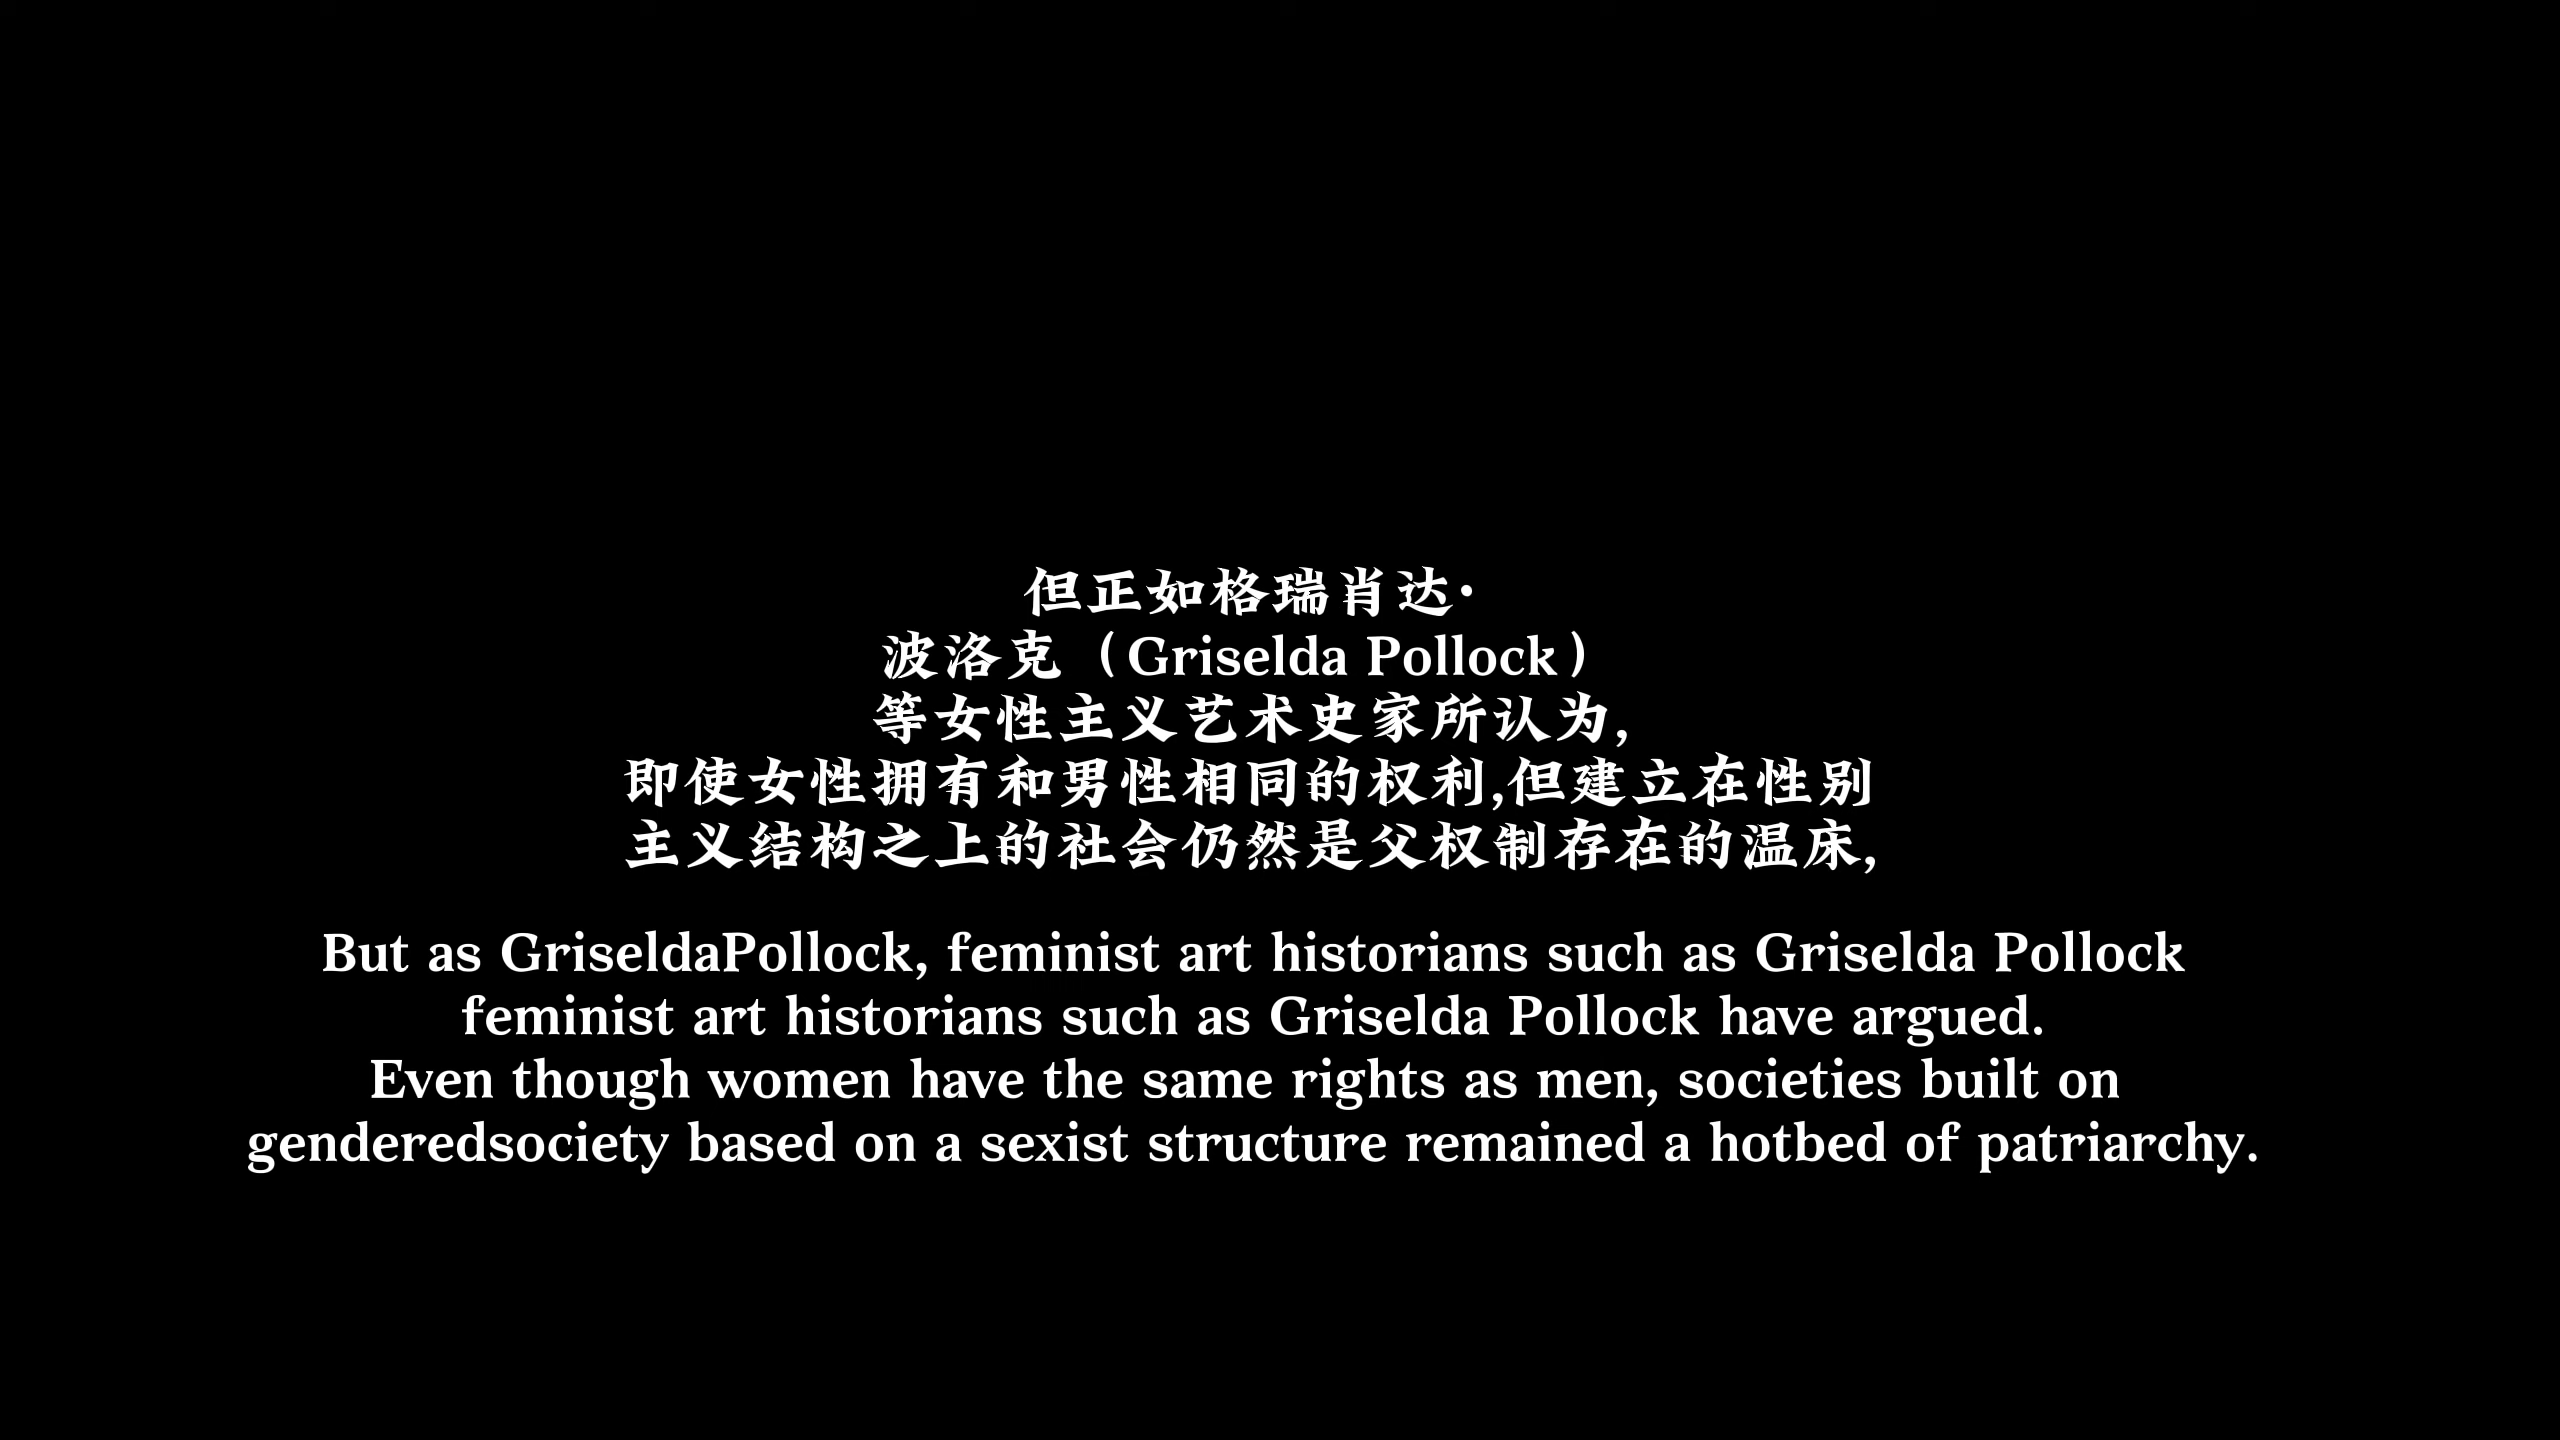 但正如格瑞肖达·
波洛克（Griselda Pollock）
等女性主义艺术史家所认为,
即使女性拥有和男性相同的权利,但建立在性别
主义结构之上的社会仍然是父权制存在的温床,
But as GriseldaPollock, feminist art historians such as Griselda Pollock
feminist art historians such as Griselda Pollock have argued.
Even though women have the same rights as men, societies built on
genderedsociety based on a sexist structure remained a hotbed of patriarchy.